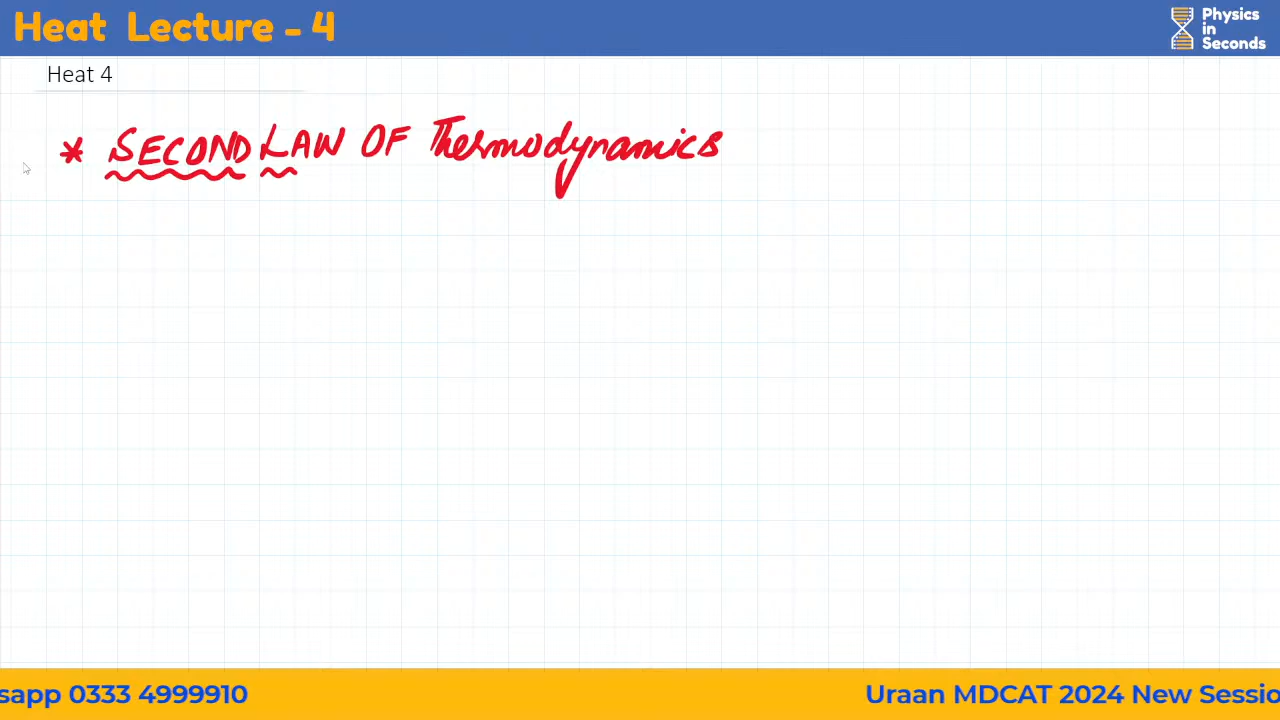 Heat Lecture - 4
Physics
in
Seconds
Heat 4
* SECOND LAW OF Thermodynamics
sapp 0333 4999910
Uraan MDCAT 2024 New Sessio